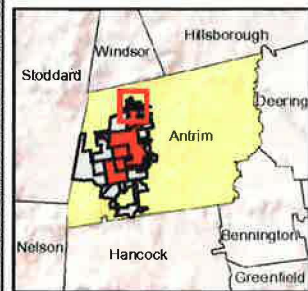 Hillsborough
Windsor
Stoddard
Deering
Antrim
Nelson
Hancock
Bennington
Greenfield